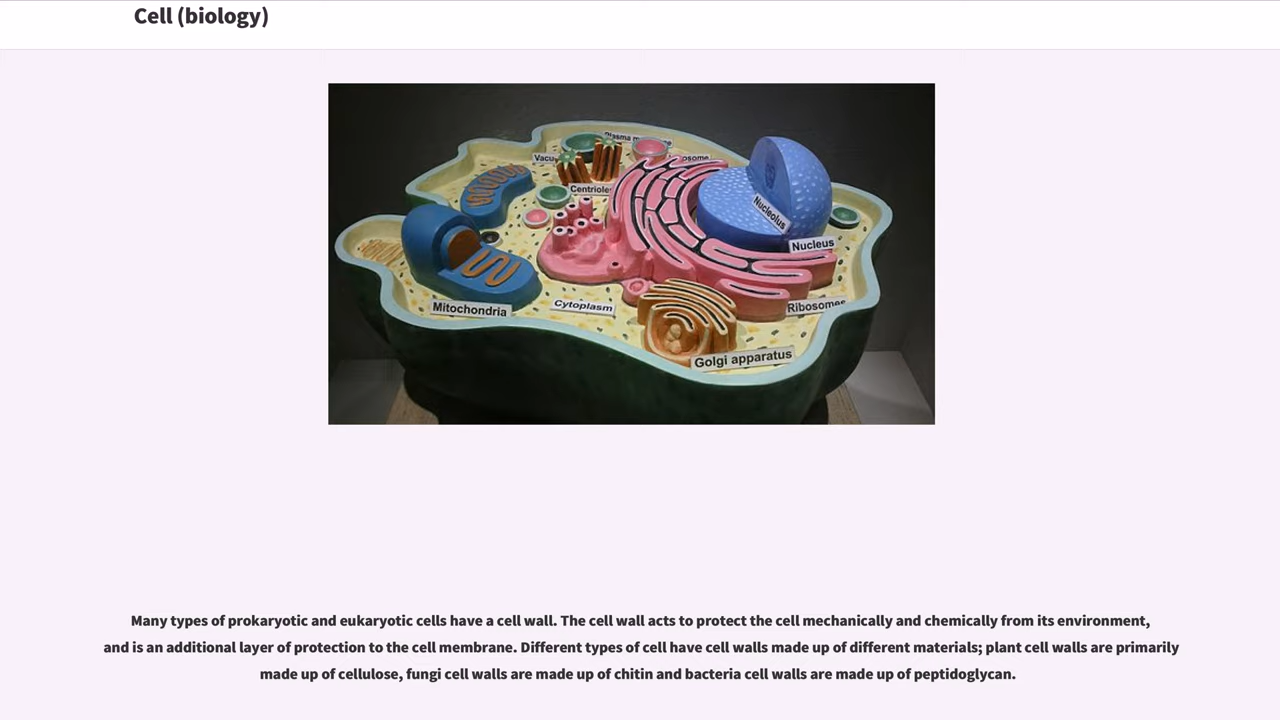 Cell (biology)
Plasma
Centrioles
Nucleolus
Nucleus
Mitochondria
Cytoplasm
Ribosomes
Golgi apparatus
Many types of prokaryotic and eukaryotic cells have a cell wall. The cell wall acts to protect the cell mechanically and chemically from its environment,
and is an additional layer of protection to the cell membrane. Different types of cell have cell walls made up of different materials; plant cell walls are primarily
made up of cellulose, fungi cell walls are made up of chitin and bacteria cell walls are made up of peptidoglycan.